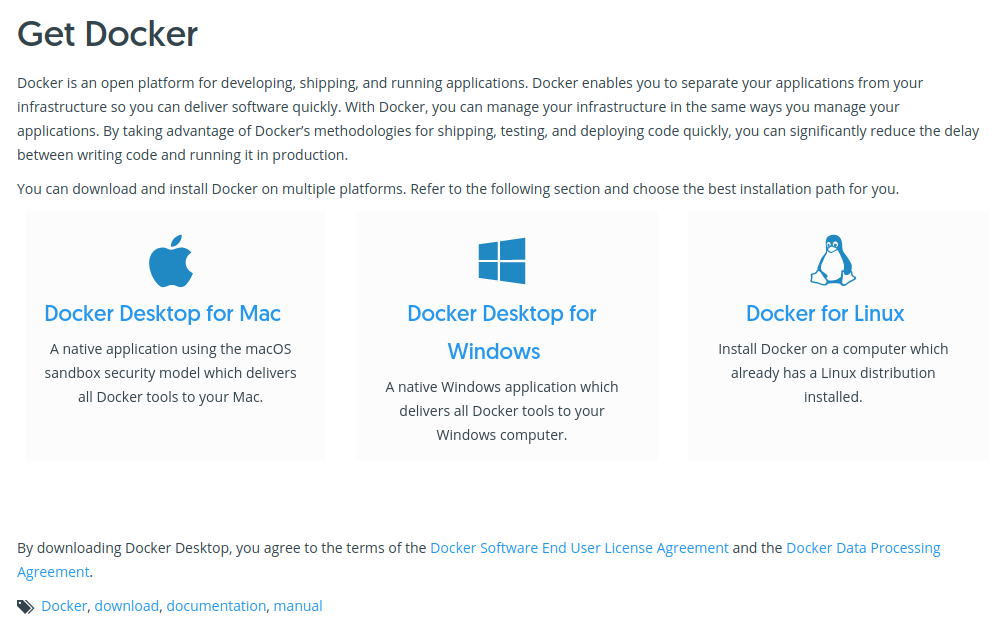 Get Docker
Docker is an open platform for developing, shipping, and running applications. Docker enables you to separate your applications from your
infrastructure so you can deliver software quickly. With Docker, you can manage your infrastructure in the same ways you manage your
applications. By taking advantage of Docker’s methodologies for shipping, testing, and deploying code quickly, you can significantly reduce the delay
between writing code and running it in production.
You can download and install Docker on multiple platforms. Refer to the following section and choose the best installation path for you.
Docker Desktop for Mac
A native application using the macOS
sandbox security model which delivers
all Docker tools to your Mac.
Docker Desktop for
Windows
A native Windows application which
delivers all Docker tools to your
Windows computer.
Docker for Linux
Install Docker on a computer which
already has a Linux distribution
installed.
By downloading Docker Desktop, you agree to the terms of the Docker Software End User License Agreement and the Docker Data Processing
Agreement.
Docker, download, documentation, manual